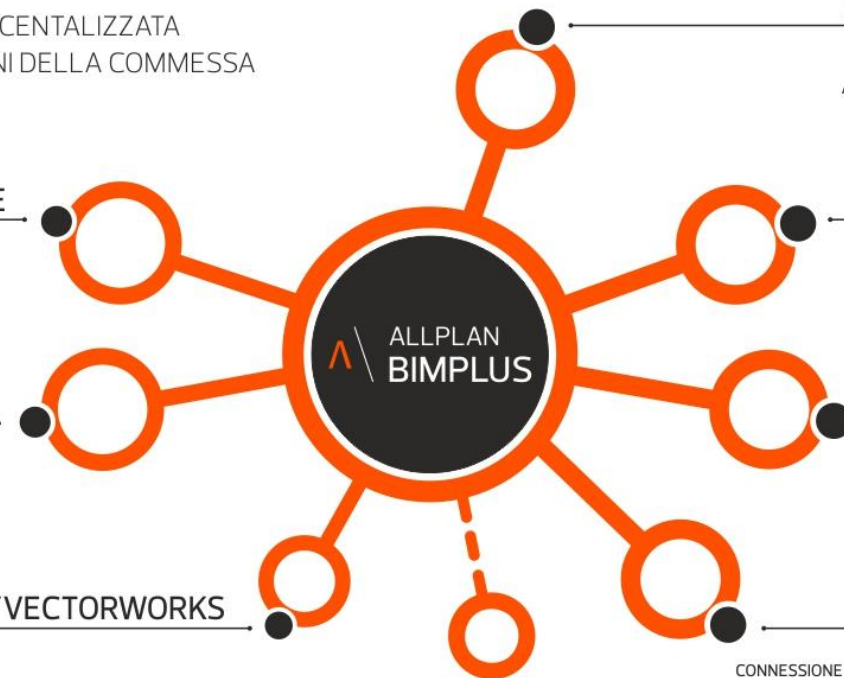 CENTALIZZATA
NI DELLA COMMESSA
E
ALLPLAN
BIMPLUS
/VECTORWORKS
CONNESSIONE